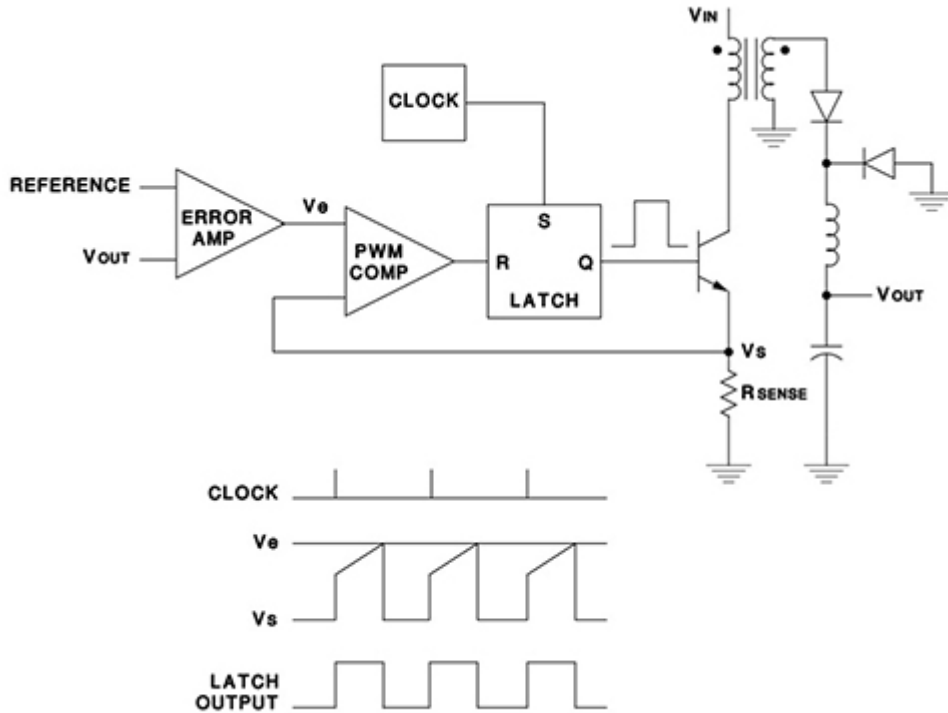 VIN
CLOCK
REFERENCE
ERROR
AMP
Ve
VOUT
PWM
COMP
S
R
Q
LATCH
VOUT
Vs
RSENSE
CLOCK
Ve
Vs
LATCH
OUTPUT